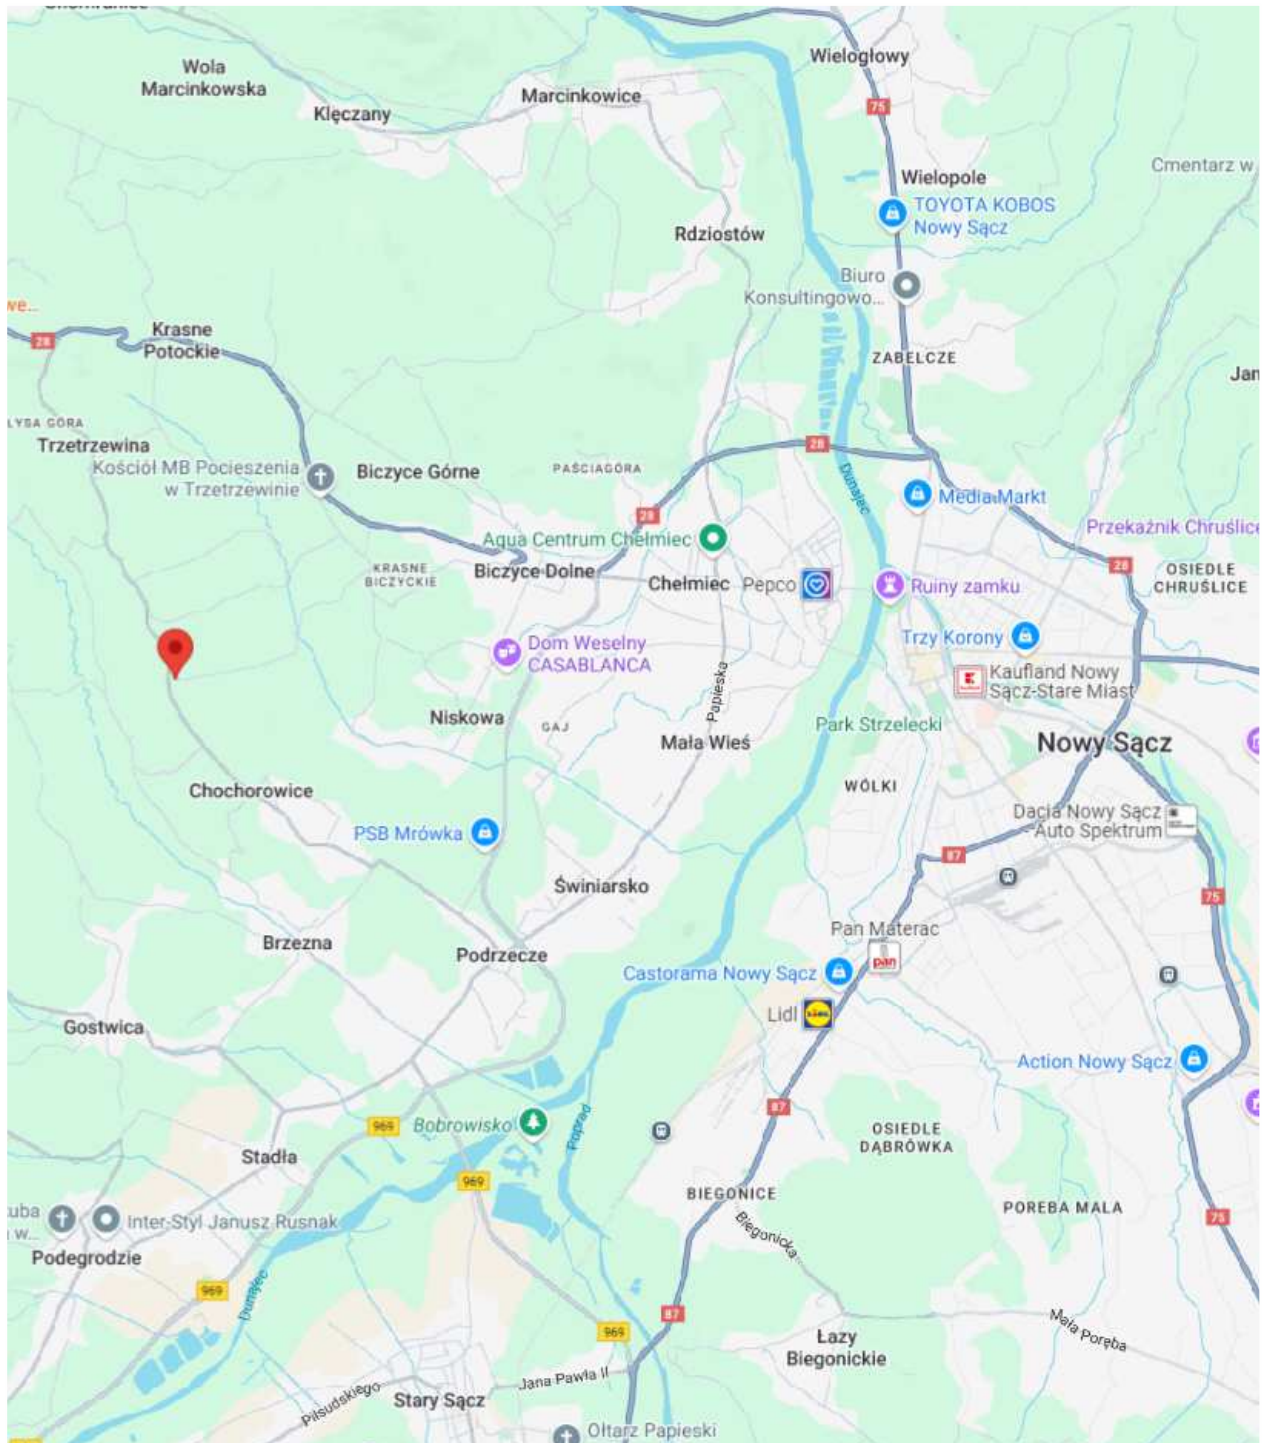 Wielogłowy
Wola
Marcinkowska
Klęczany
Marcinkowice
75
Cmentarz w
Wielopole
TOYOTA KOBOS
Nowy Sącz
Rdziostów
Biuro
Konsultingowo...
we...
28
Krasne
Potockie
ZABEŁCZE
Jan
ŁYSA GÓRA
Trzetrzewina
Kościół MB Pocieszenia
w Trzetrzewinie
Biczyce Górne
PAŚCIAGÓRA
28
Dunajec
Media Markt
28
Przekaźnik Chruślice
Aqua Centrum Chełmiec
28
OSIEDLE
CHRUŚLICE
KRASNE
BICZYCKIE
Biczyce Dolne
Chełmiec
Pepco
Ruiny zamku
Trzy Korony
Dom Weselny
CASABLANCA
Kaufland Nowy
Sącz-Stare Miast
Papieska
Niskowa
GAJ
Park Strzelecki
Mała Wieś
Nowy Sącz
Chochorowice
WÓLKI
Dacia Nowy Sącz
- Auto Spektrum
PSB Mrówka
87
Świniarsko
75
Pan Materac
pan
Brzezna
Podrzecze
Castorama Nowy Sącz
Lidl
Gostwica
Action Nowy Sącz
87
969
Bobrowisko
Poprad
OSIEDLE
DĄBRÓWKA
Stadła
969
BIEGONICE
POREBA MALA
75
uba
w...
Inter-Styl Janusz Rusnak
Biegonicka
Podegrodzie
969
Dunajec
87
969
Mała Poręba
Łazy
Biegonickie
Jana Pawła II
Piłsudskiego
Stary Sącz
Ołtarz Papieski